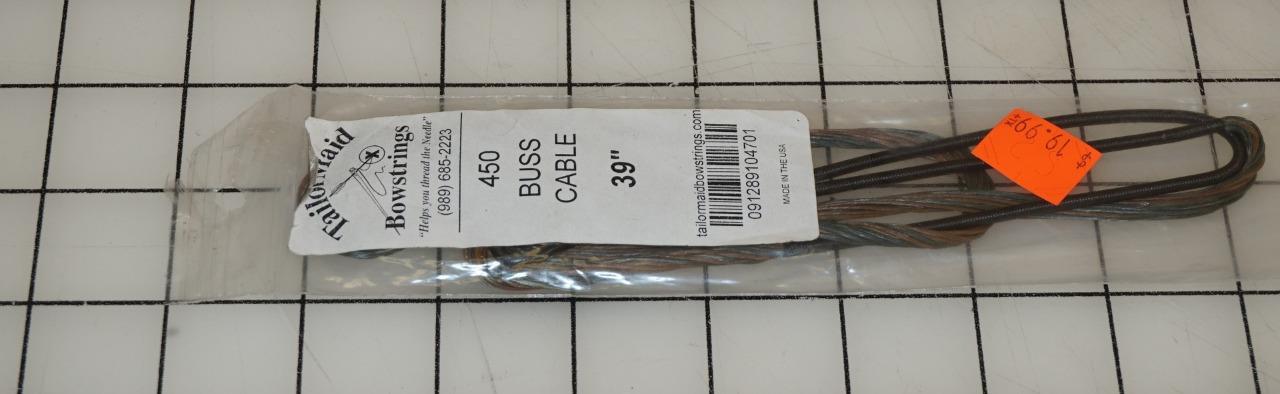 Tailormaid
Bowstrings
"Helps you thread the Needle"
(989) 685-2223
450
BUSS
CABLE
39"
tailormaidbowstrings.com
091289104701
MADE IN THE USA
19.99